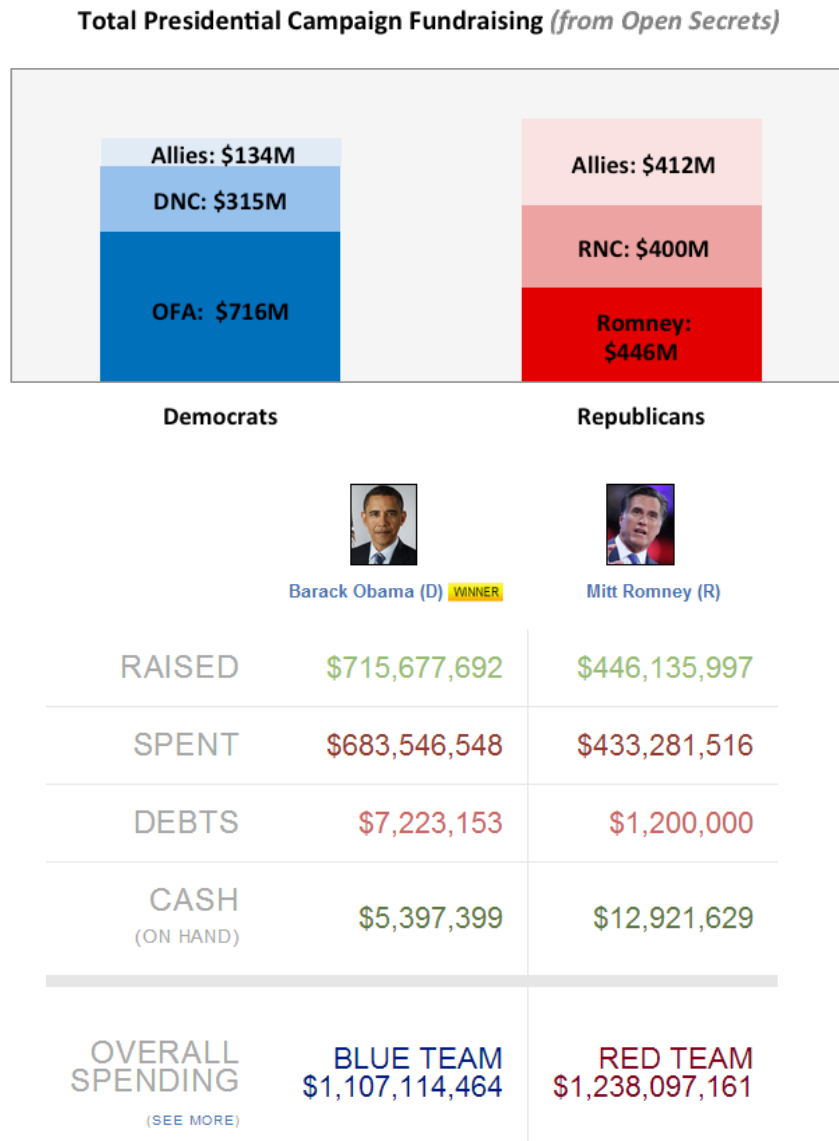 Total Presidential Campaign Fundraising (from Open Secrets)
Allies: $134M
DNC: $315M
OFA: $716M
Allies: $412M
RNC: $400M
Romney:
$446M
Democrats
Republicans
Barack Obama (D) WINNER
Mitt Romney (R)
RAISED $715,677,692 $446,135,997
SPENT $683,546,548 $433,281,516
DEBTS $7,223,153 $1,200,000
CASH
(ON HAND)
$5,397,399 $12,921,629
OVERALL
SPENDING
(SEE MORE)
BLUE TEAM
$1,107,114,464
RED TEAM
$1,238,097,161